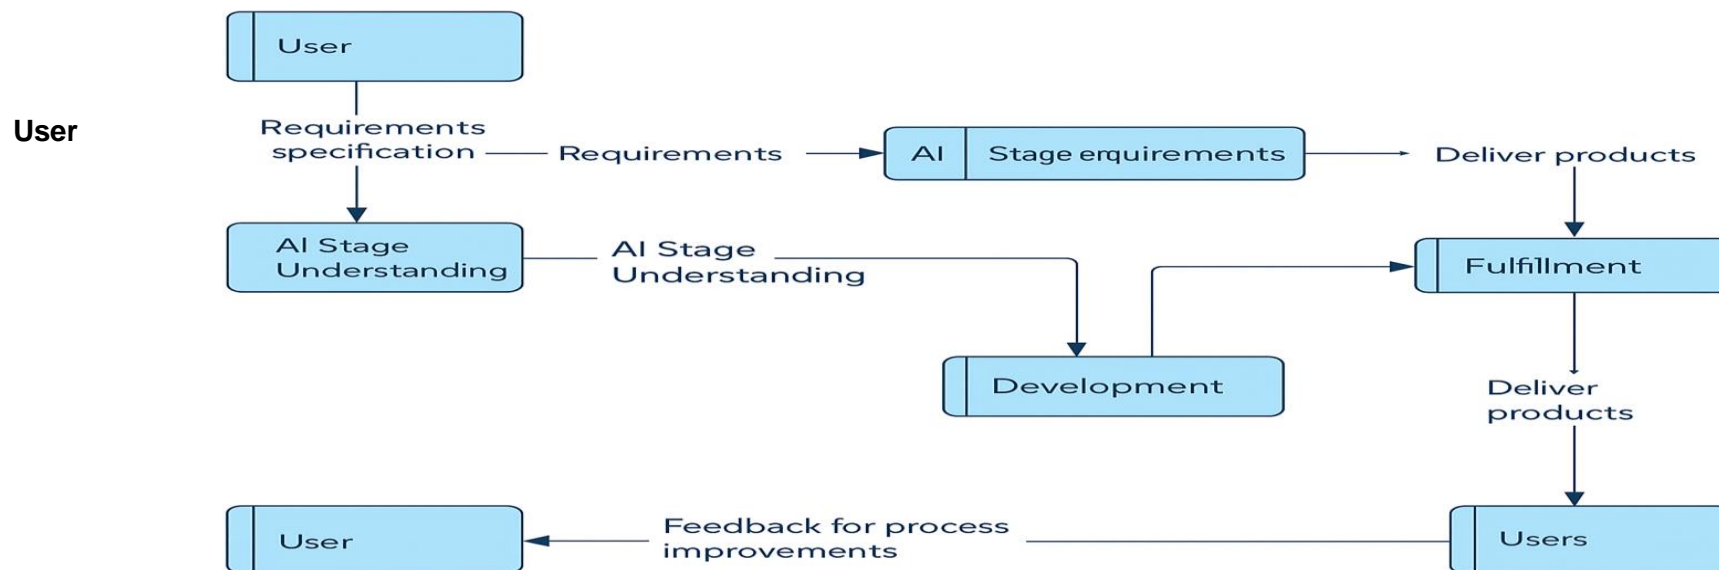 User
User
Requirements
specification
Requirements
AI
Stage erquirements
Deliver products
AI Stage
Understanding
AI Stage
Understanding
Fulfillment
Development
Deliver
products
User
Feedback for process
improvements
Users